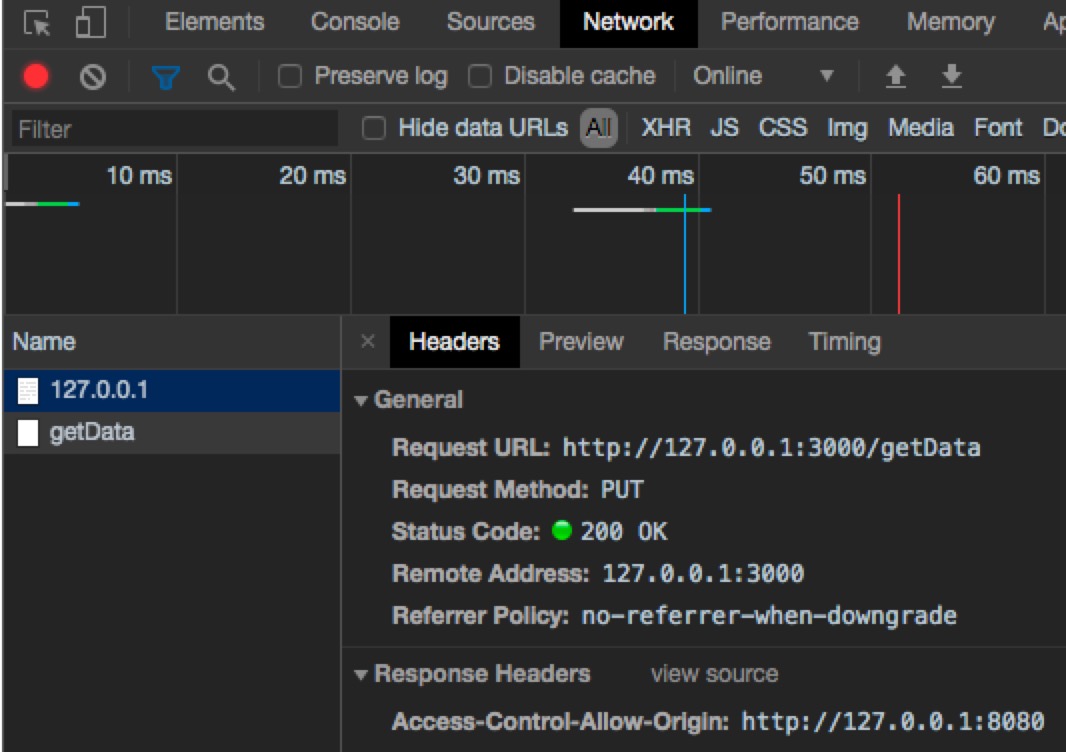 Elements Console Sources Network Performance Memory Ap
Preserve log Disable cache Online
Filter Hide data URLs All XHR JS CSS Img Media Font Do
10 ms 20 ms 30 ms 40 ms 50 ms 60 ms
Name × Headers Preview Response Timing
127.0.0.1
getData
General
Request URL: http://127.0.0.1:3000/getData
Request Method: PUT
Status Code: 200 OK
Remote Address: 127.0.0.1:3000
Referrer Policy: no-referrer-when-downgrade
Response Headers view source
Access-Control-Allow-Origin: http://127.0.0.1:8080